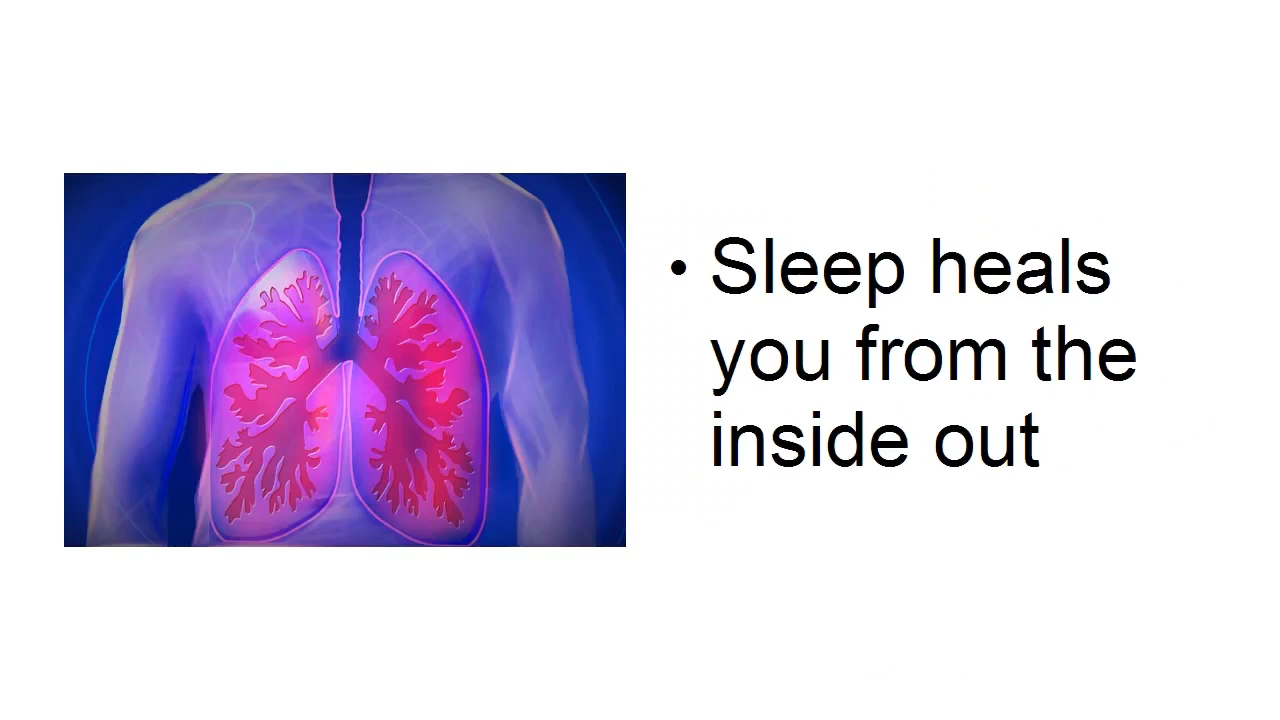 • Sleep heals
you from the
inside out